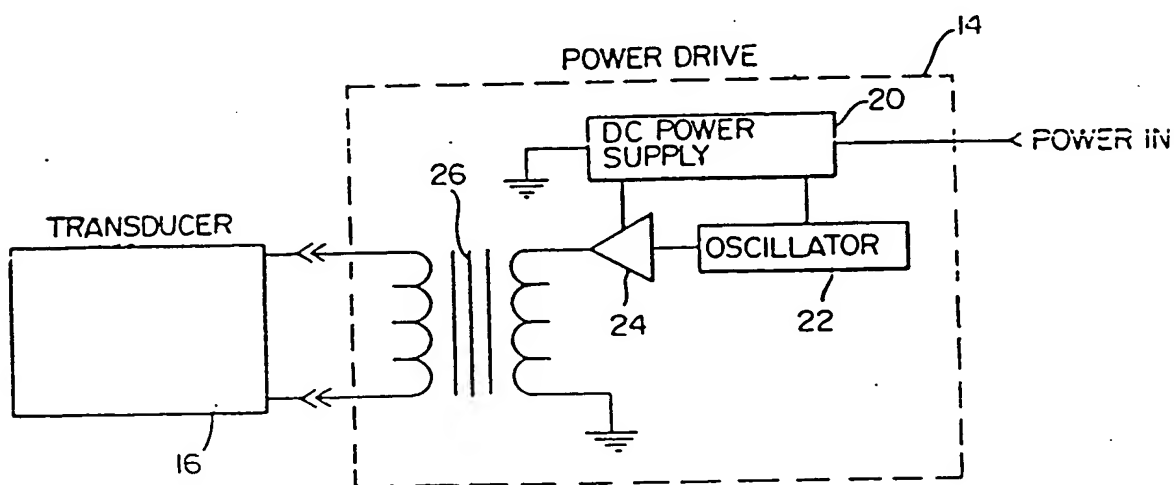 14
POWER DRIVE
20
DC POWER
SUPPLY
POWER IN
26
TRANSDUCER
OSCILLATOR
24
22
16